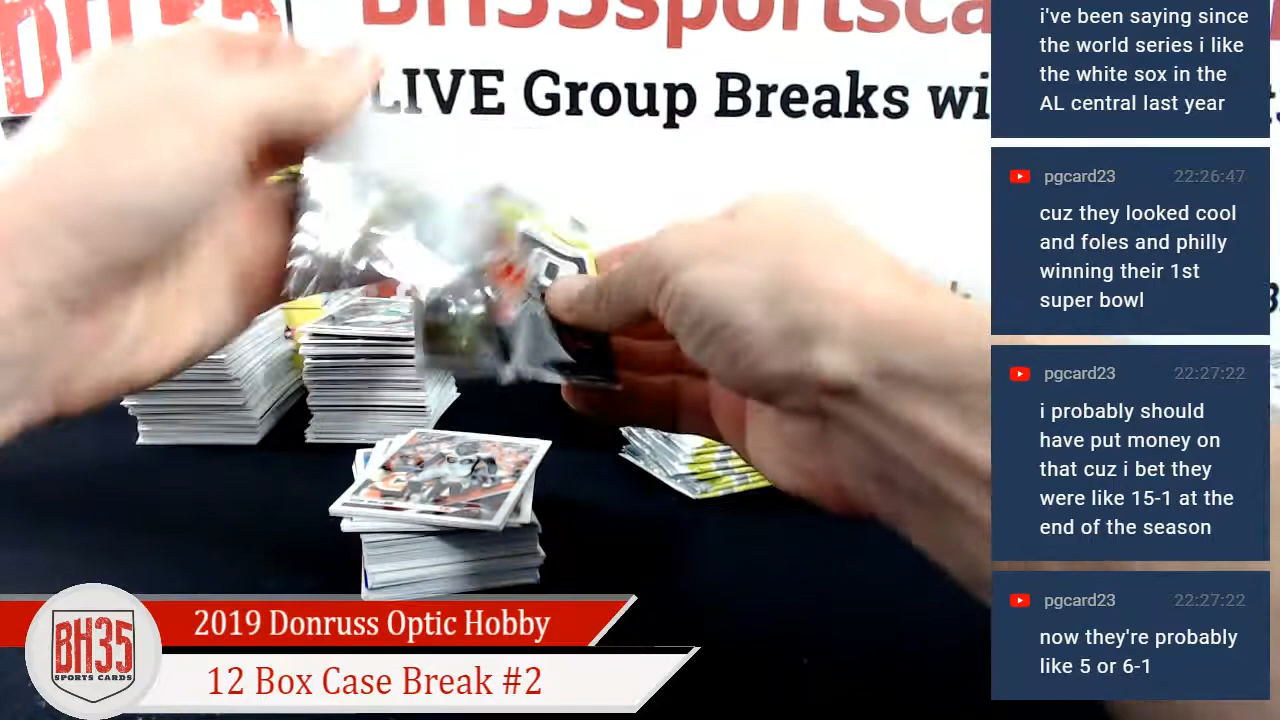 BH35sportsca
LIVE Group Breaks wi
i've been saying since
the world series i like
the white sox in the
AL central last year
pgcard23 22:26:47
cuz they looked cool
and foles and philly
winning their 1st
super bowl
pgcard23 22:27:22
i probably should
have put money on
that cuz i bet they
were like 15-1 at the
end of the season
pgcard23 22:27:22
now they're probably
like 5 or 6-1
2019 Donruss Optic Hobby
12 Box Case Break #2
BH35
SPORTS CARDS